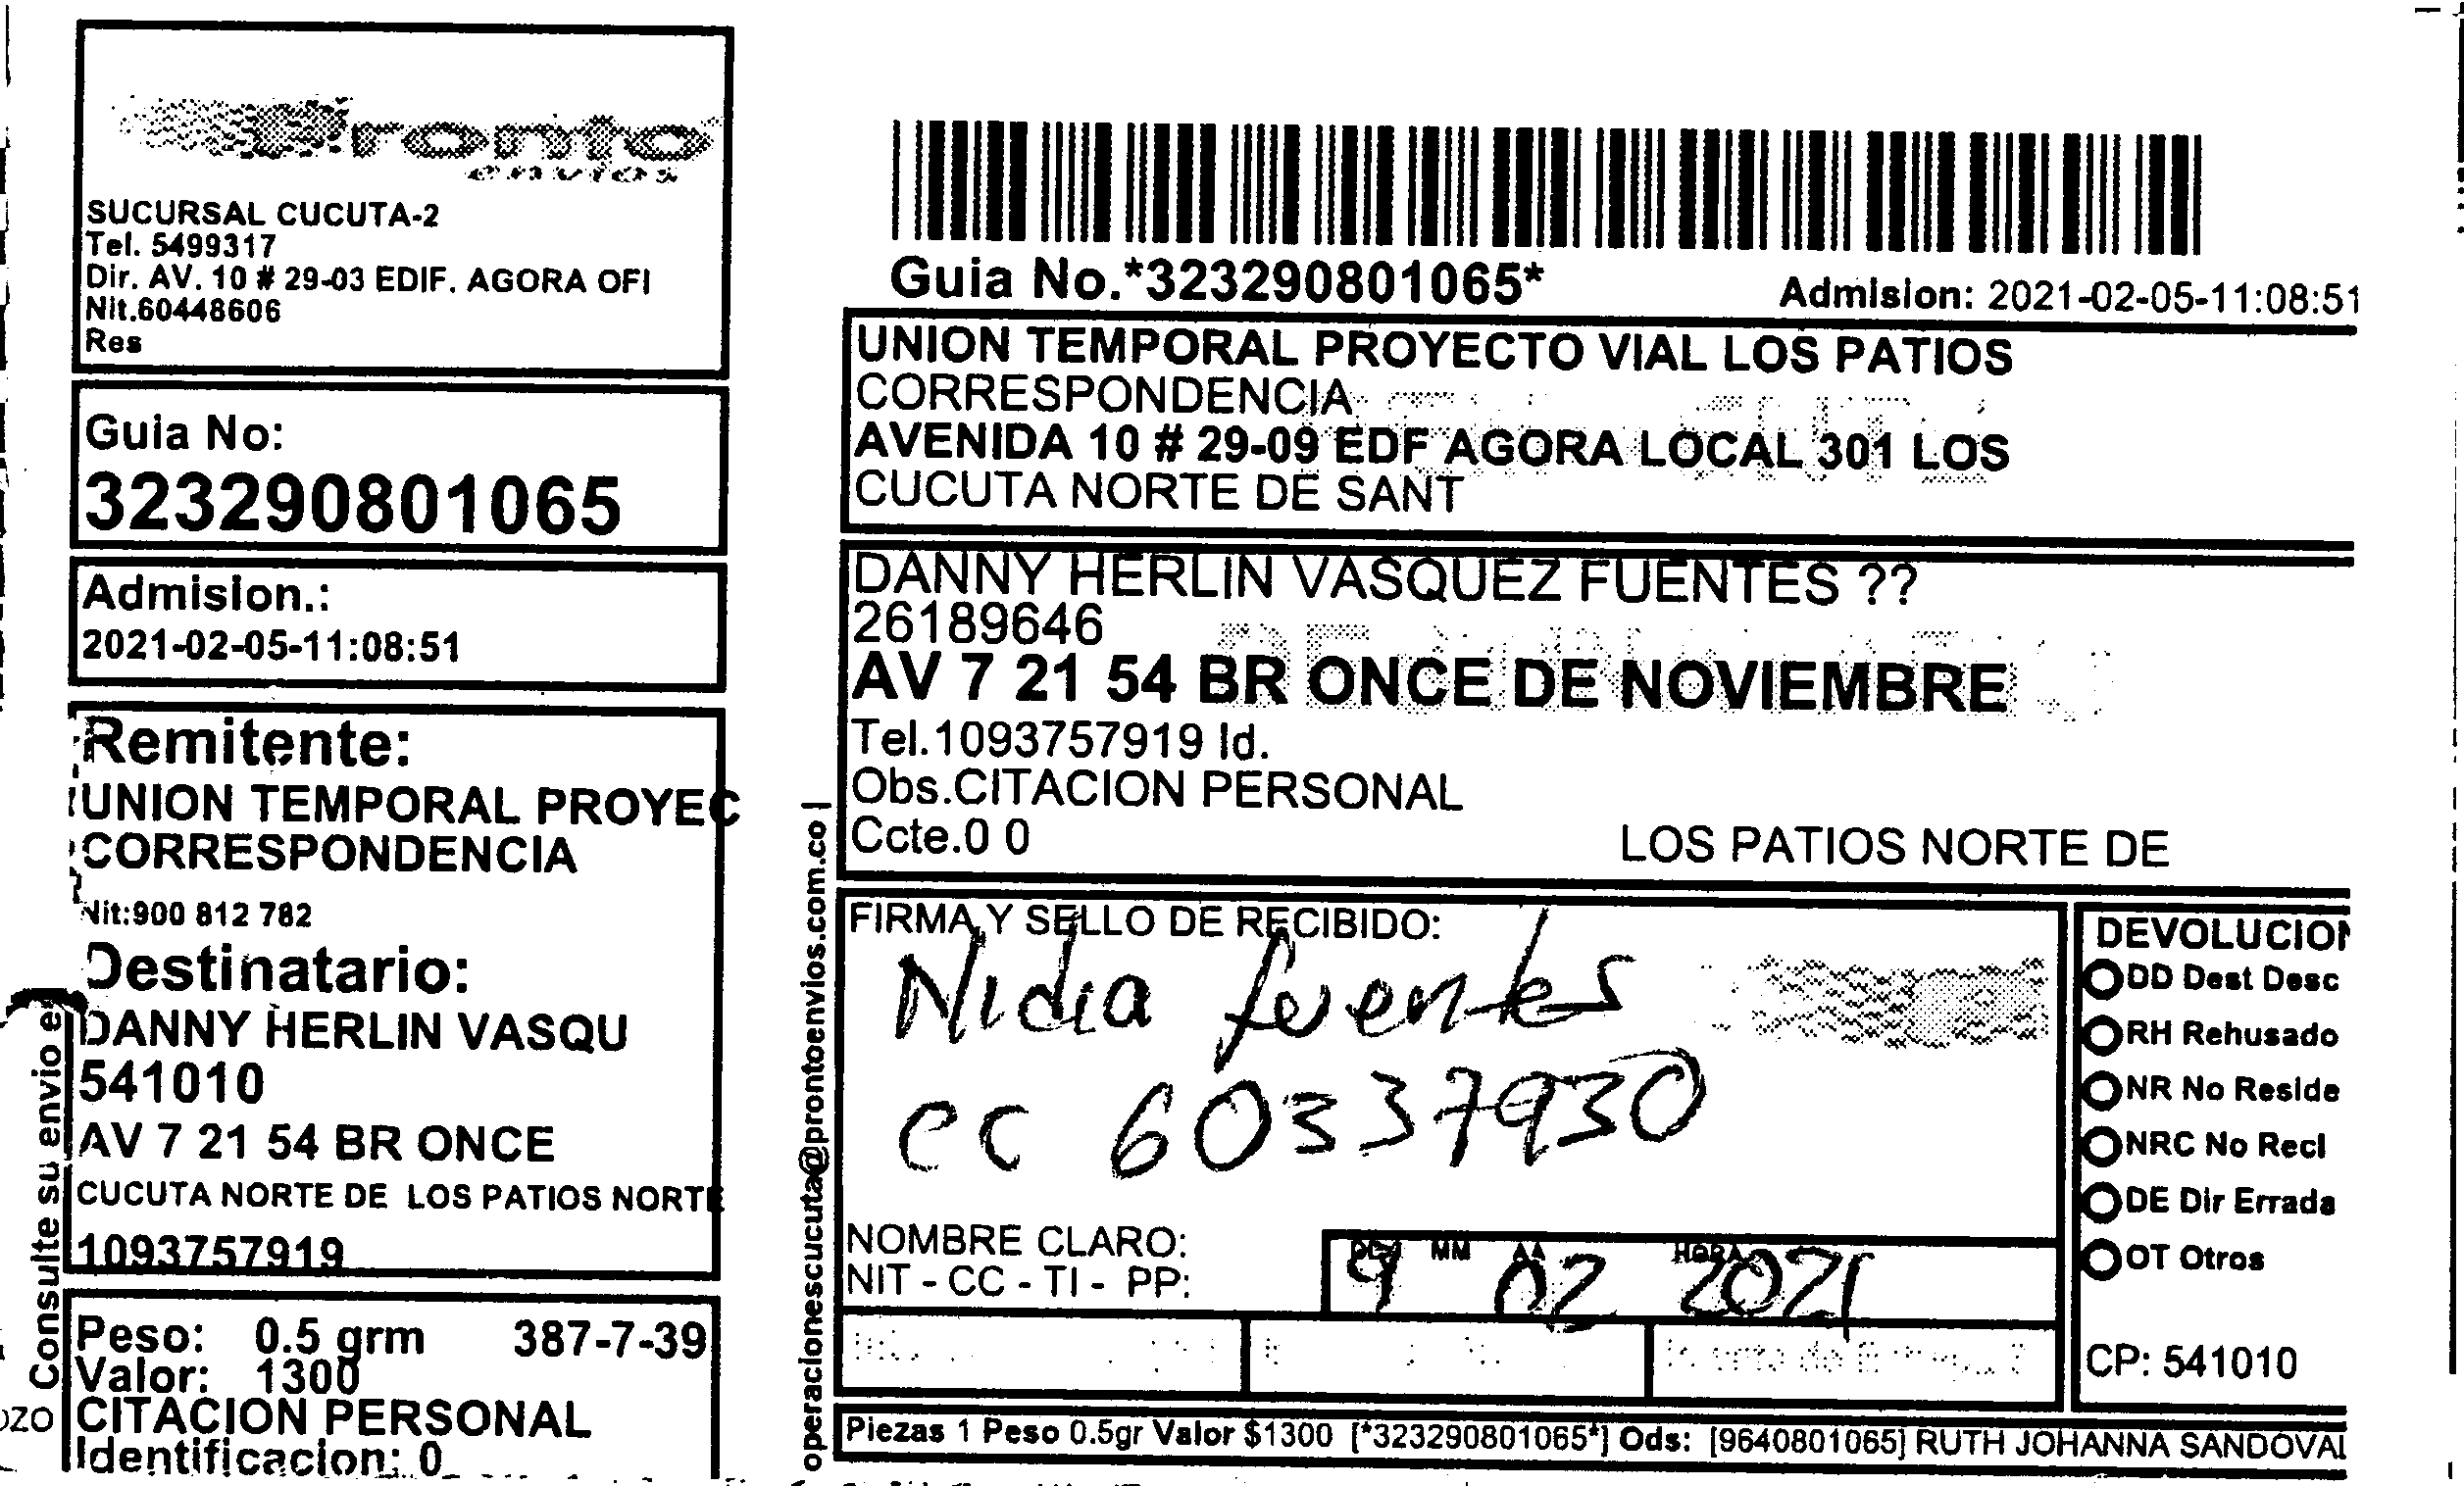 Pronto
envios
SUCURSAL CUCUTA-2
Tel. 5499317
Dir. AV. 10 # 29-03 EDIF. AGORA OFI
Nit.60448606
Res
Guia No:
323290801065
Admision.:
2021-02-05-11:08:51
Remitente:
UNION TEMPORAL PROYEC
CORRESPONDENCIA
Nit:900 812 782
Destinatario:
DANNY HERLIN VASQU
541010
AV 7 21 54 BR ONCE
CUCUTA NORTE DE LOS PATIOS NORTE
1093757919
Peso: 0.5 grm 387-7-39
Valor: 1300
CITACION PERSONAL
Identificacion: 0
Consulte su envio e
operacionescucuta@prontoenvios.com.co |
Guia No.*323290801065*
Admision: 2021-02-05-11:08:51
UNION TEMPORAL PROYECTO VIAL LOS PATIOS
CORRESPONDENCIA
AVENIDA 10 # 29-09 EDF AGORA LOCAL 301 LOS
CUCUTA NORTE DE SANT
DANNY HERLIN VASQUEZ FUENTES ??
26189646
AV 7 21 54 BR ONCE DE NOVIEMBRE
Tel.1093757919 Id.
Obs.CITACION PERSONAL
Ccte.0 0
LOS PATIOS NORTE DE
FIRMA Y SELLO DE RECIBIDO:
Nidia fuentes
cc 60337930
NOMBRE CLARO:
NIT - CC - TI - PP:
DD MM AA HORA
9 02 2021
DEVOLUCION
DD Dest Desc
RH Rehusado
NR No Reside
NRC No Recl
DE Dir Errada
OT Otros
CP: 541010
Piezas 1 Peso 0.5gr Valor $1300 [*323290801065*] Ods: [9640801065] RUTH JOHANNA SANDOVAL